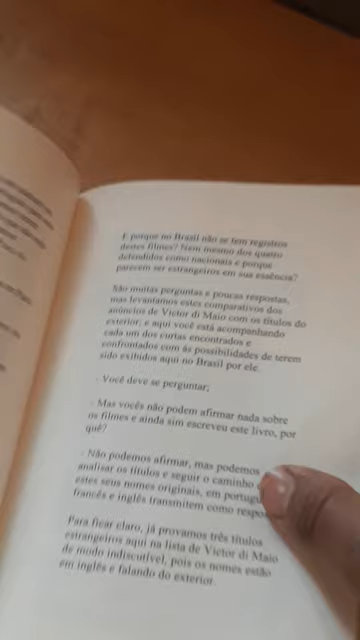 E porque no Brasil não se tem registros
destes filmes? Nem mesmo dos quatro
defendidos como nacionais e porque
parecem ser estrangeiros em sua essência?
São muitas perguntas e poucas respostas,
mas levantamos estes comparativos dos
anúncios de Victor di Maio com os títulos do
exterior, e aqui você está acompanhando
cada um dos curtas encontrados e
confrontados com ás possibilidades de terem
sido exibidos aqui no Brasil por ele.
- Você deve se perguntar;
- Mas vocês não podem afirmar nada sobre
os filmes e ainda sim escreveu este livro, por
quê?
- Não podemos afirmar, mas podemos
analisar os títulos e seguir o caminho
estes seus nomes originais, em portugu
francês e inglês transmitem como respos
Para ficar claro, já provamos três títulos
estrangeiros aqui na lista de Victor di Maio
de modo indiscutível, pois os nomes estão
em inglês e falando do exterior.